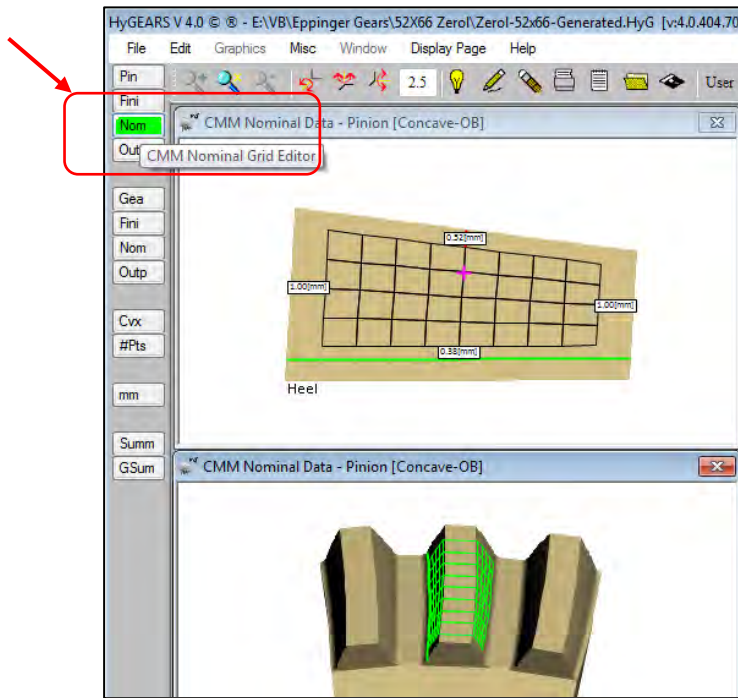 HyGEARS V 4.0 © ® - E:\VB\Eppinger Gears\52X66 Zerol\Zerol-52x66-Generated.HyG [v:4.0.404.70
File Edit Graphics Misc Window Display Page Help
Pin
2.5
User
Fini
Nom
CMM Nominal Data - Pinion [Concave-OB]
Out
CMM Nominal Grid Editor
Gea
Fini
Nom
Outp
0.52[mm]
1.00[mm]
1.00[mm]
Cvx
#Pts
0.38[mm]
mm
Heel
Summ
GSum
CMM Nominal Data - Pinion [Concave-OB]